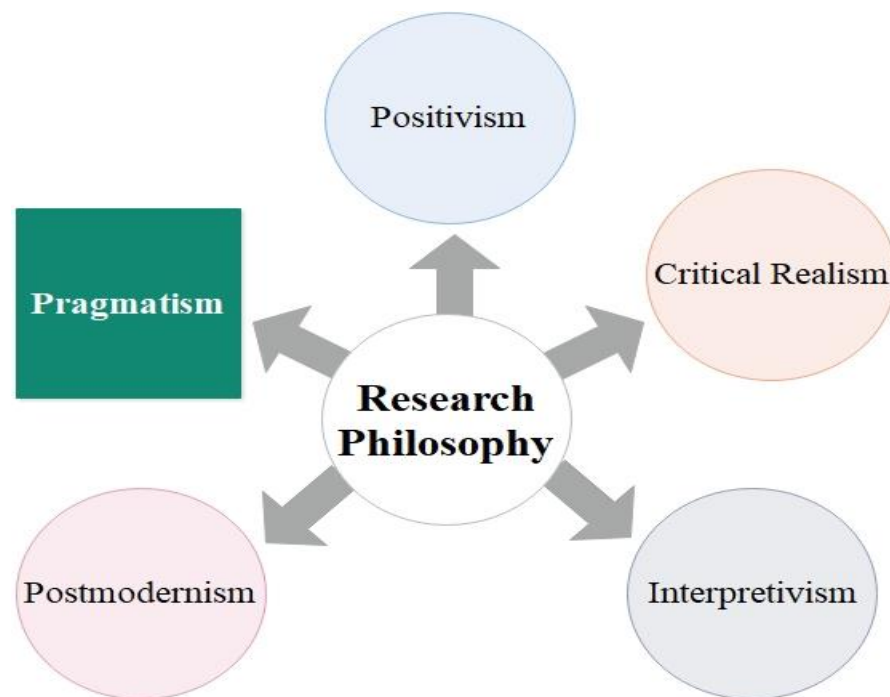 Positivism
Critical Realism
Pragmatism
Research
Philosophy
Postmodernism
Interpretivism